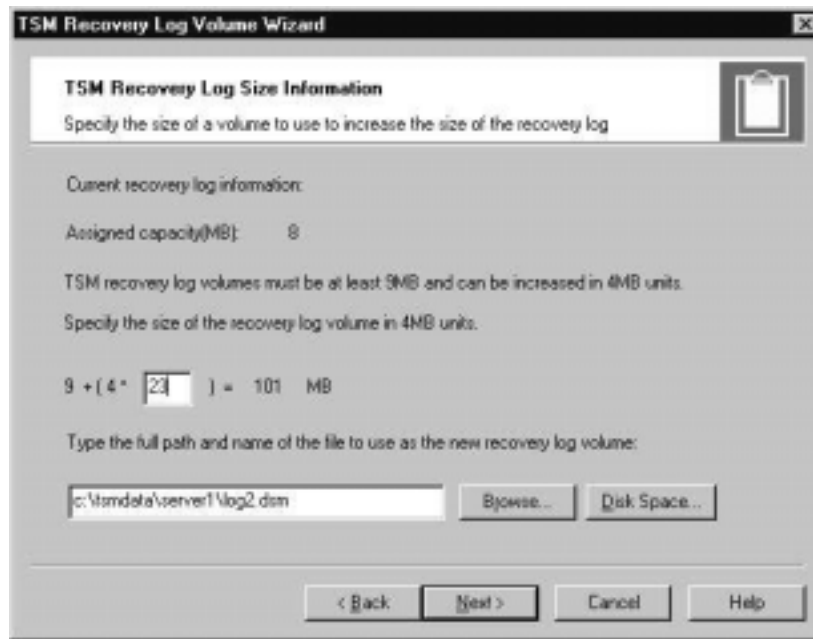 TSM Recovery Log Volume Wizard
TSM Recovery Log Size Information
Specify the size of a volume to use to increase the size of the recovery log
Current recovery log information:
Assigned capacity(MB): 8
TSM recovery log volumes must be at least 9MB and can be increased in 4MB units.
Specify the size of the recovery log volume in 4MB units.
9 + ( 4 * 23 ) = 101 MB
Type the full path and name of the file to use as the new recovery log volume:
c:\tsmdata\server1\log2.dsm Browse... Disk Space...
< Back Next > Cancel Help